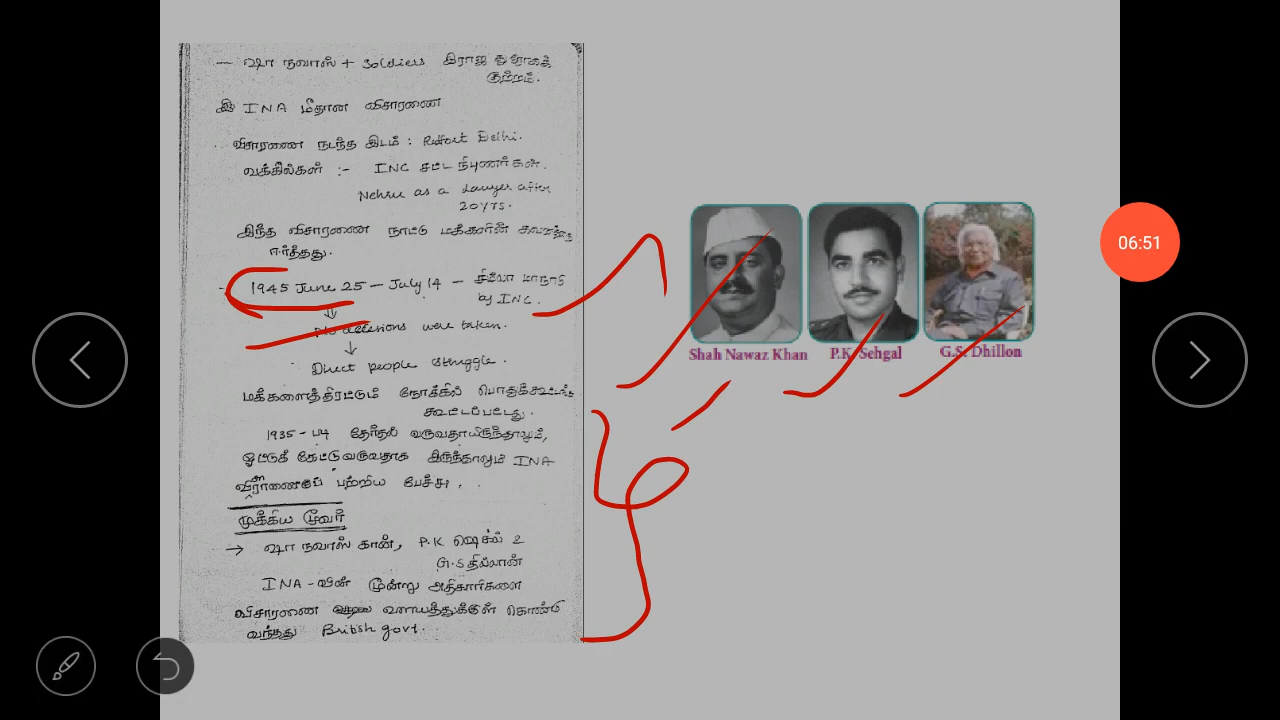 — ஷா நவாஸ் + Soldiers இராஜ துரோகக்
குற்றம்.
INA மீதான விசாரணை
விசாரணை நடந்த இடம் : Redfort Delhi.
வக்கீல்கள் :- INC சட்ட நிபுணர்கள்.
Nehru as a Lawyer after
20 yrs.
இந்த விசாரணை நாட்டு மக்களின் கவனத்தை
ஈர்த்தது.
- 1945 June 25 — July 14 — சிம்லா மாநாடு
by INC.
No decisions were taken.
Direct people struggle.
மக்களைத்திரட்டும் நோக்கில் பொதுக்கூட்டம்
கூட்டப்பட்டது.
1935 - படி தேர்தல் வருவதாயிருந்தாலும்,
ஓட்டுக் கேட்டுவருவதாக இருந்தாலும் INA
விசாரணைப் பற்றிய பேச்சு.
முக்கிய மூவர்
→ ஷா நவாஸ் கான், P.K ஷெகல் &
G.S தில்லான்
INA - வின் மூன்று அதிகாரிகளை
விசாரணை வளையத்துக்குள் கொண்டு
வந்தது British govt.
Shah Nawaz Khan P.K. Sehgal G.S. Dhillon
06:51